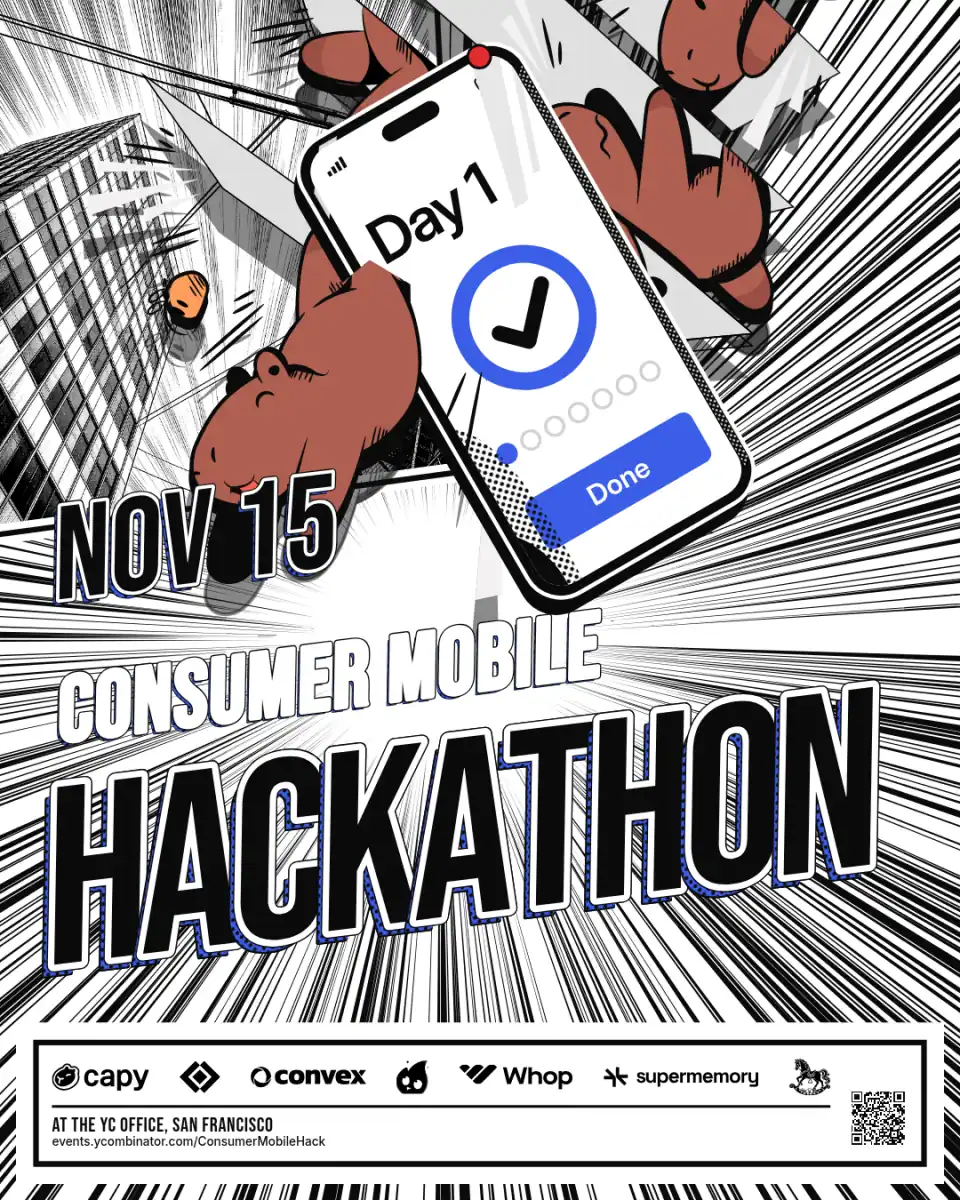 Day 1
Done
NOV 15
CONSUMER MOBILE
HACKATHON
capy
convex
Whop
supermemory
AT THE YC OFFICE, SAN FRANCISCO
events.ycombinator.com/ConsumerMobileHack